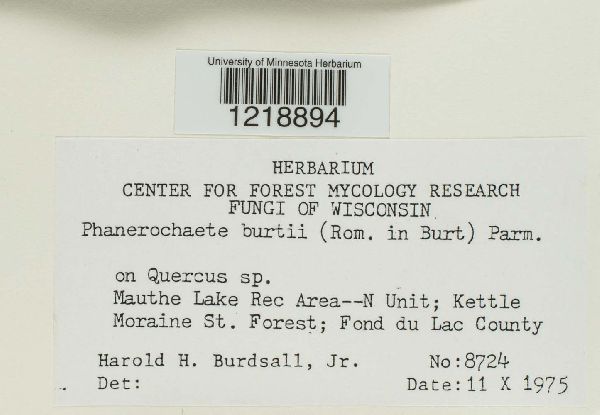 University of Minnesota Herbarium
1218894
HERBARIUM
CENTER FOR FOREST MYCOLOGY RESEARCH
FUNGI OF WISCONSIN
Phanerochaete burtii (Rom. in Burt) Parm.
on Quercus sp.
Mauthe Lake Rec Area--N Unit; Kettle
Moraine St. Forest; Fond du Lac County
Harold H. Burdsall, Jr. No:8724
Det: Date:11 X 1975